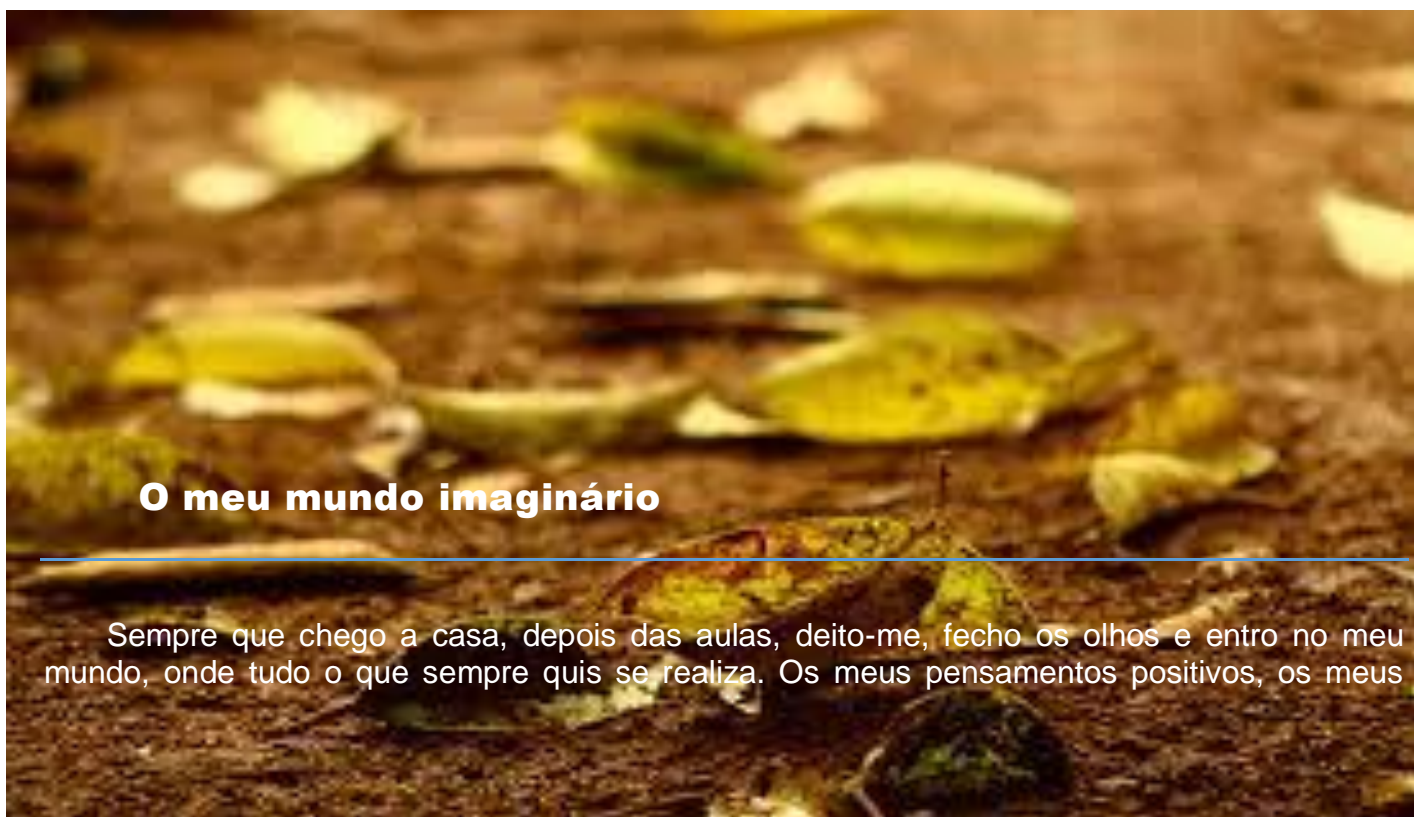 O meu mundo imaginário
Sempre que chego a casa, depois das aulas, deito-me, fecho os olhos e entro no meu
mundo, onde tudo o que sempre quis se realiza. Os meus pensamentos positivos, os meus